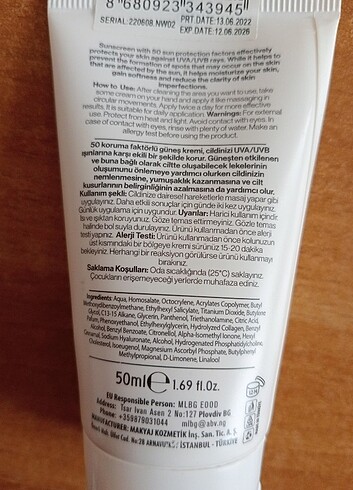 8 680923 343945
SERIAL:220608.NW02
PRT.DATE:13.06.2022
EXP.DATE:12.06.2026
Sunscreen with 50 sun protection factors effectively
protects your skin against UVA/UVB rays. While it helps to
prevent the formation of spots that may occur on the skin
that are affected by the sun, it helps moisturize your skin,
gain softness and reduce the clarity of skin
imperfections.
How to Use: After cleaning the area you want to use, take
some cream on your hand and apply it like massaging in
circular movements. Apply twice a day for more effective
results. It is suitable for daily application. Warnings: For external
use. Protect from heat and light. Avoid contact with eyes. In
case of contact with eyes, rinse with plenty of water. Make an
allergy test before using the product.
50 koruma faktörlü güneş kremi, cildinizi UVA/UVB
ışınlarına karşı ekili bir şekilde korur. Güneşten etkilenen
ve buna bağlı olarak ciltte oluşabilecek lekelerin
oluşumunu önlemeye yardımcı olurken cildinizin
nemlenmesine, yumuşaklık kazanmasına ve cilt
kusurlarının belirginliğinin azalmasına da yardımcı olur.
Kullanım şekli: Cildinize dairesel hareketlerle masaj yapar gibi
uygulayınız. Daha etkili sonuçlar için günde iki kez uygulayınız.
Günlük uygulama için uygundur. Uyarılar: Harici kullanım içindir.
Isı ve ışıktan koruyunuz. Göze temas ettirmeyiniz. Göze temas
halinde bol suyla durulayınız. Ürünü kullanmadan önce alerji
testi yapınız. Alerji Testi: Ürünü kullanmadan önce kolunuzun
üst kısmındaki bir bölgeye kremi sürünüz 15-20 dakika
bekleyiniz. Herhangi bir reaksiyon görülürse ürünü kullanmayı
bırakınız.
Saklama Koşulları: Oda sıcaklığında (25°C) saklayınız.
Çocukların erişemeyeceği yerlerde muhafaza ediniz.
Ingredients: Aqua, Homosalate, Octocrylene, Acrylates Copolymer, Butyl
Methoxydibenzoylmethane, Ethylhexyl Salicylate, Titanium Dioxide, Butylene
Glycol, C13-15 Alkane, Glycerin, Panthenol, Triethanolamine, Citric Acid,
Parfum, Phenoxyethanol, Ethylhexylglycerin, Hydrolyzed Collagen, Benzyl
Alcohol, Benzyl Benzoate, Citronellol, Alpha-Isomethyl Ionone, Hexyl
Cinnamal, Sodium Hyaluronate, Alcohol, Hydrogenated Phosphatidylcholine,
Cholesterol, Isoeugenol, Magnesium Ascorbyl Phosphate, Butylphenyl
Methylpropional, D-Limonene, Linalool
50ml e 1.69 fl.oz.
EU Responsible Person: MLBG EOOD
Address: Tsar Ivan Asen 2 No:127 Plovdiv BG
Phone: +359879031044 mlbg@abv.bg
MANUFACTURER: MAKYAJ KOZMETİK İnş. San. Tic. A.Ş.
No:28 ARNAVUTKÖY/ İSTANBUL - TÜRKİYE